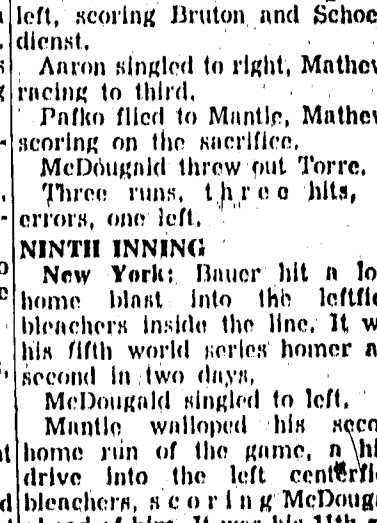 left, scoring Bruton and Schoe
dienst.
Aaron singled to right, Mathew
racing to third.
Pafko flied to Mantle, Mathew
scoring on the sacrifice.
McDougald threw out Torre.
Three runs, three hits,
errors, one left.
NINTH INNING
New York: Bauer hit a lo
home blast into the leftfie
bleachers inside the line. It w
his fifth world series homer a
second in two days.
McDougald singled to left.
Mantle walloped his seco
home run of the game, a hi
drive into the left centerfie
bleachers, scoring McDouga